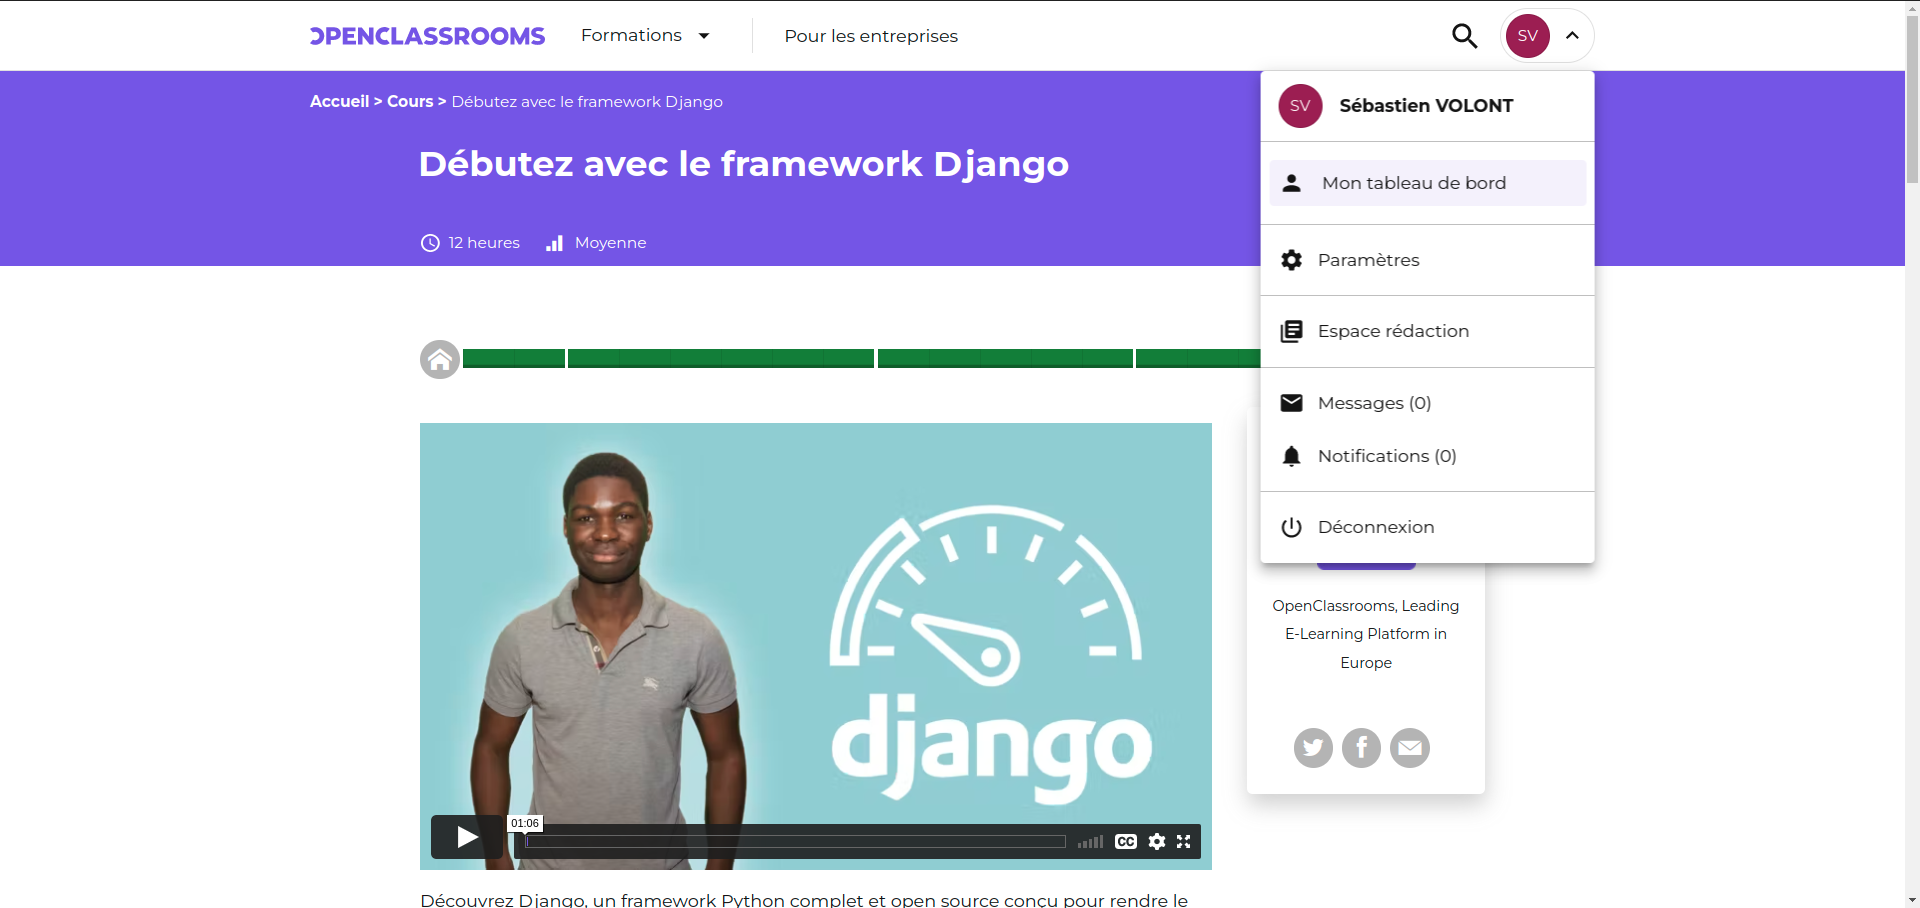 OPENCLASSROOMS
Formations
Pour les entreprises
SV
Accueil > Cours > Débutez avec le framework Django
Débutez avec le framework Django
12 heures
Moyenne
SV
Sébastien VOLONT
Mon tableau de bord
Paramètres
Espace rédaction
Messages (0)
Notifications (0)
Déconnexion
django
01:06
CC
OpenClassrooms, Leading
E-Learning Platform in
Europe
Découvrez Django, un framework Python complet et open source conçu pour rendre le